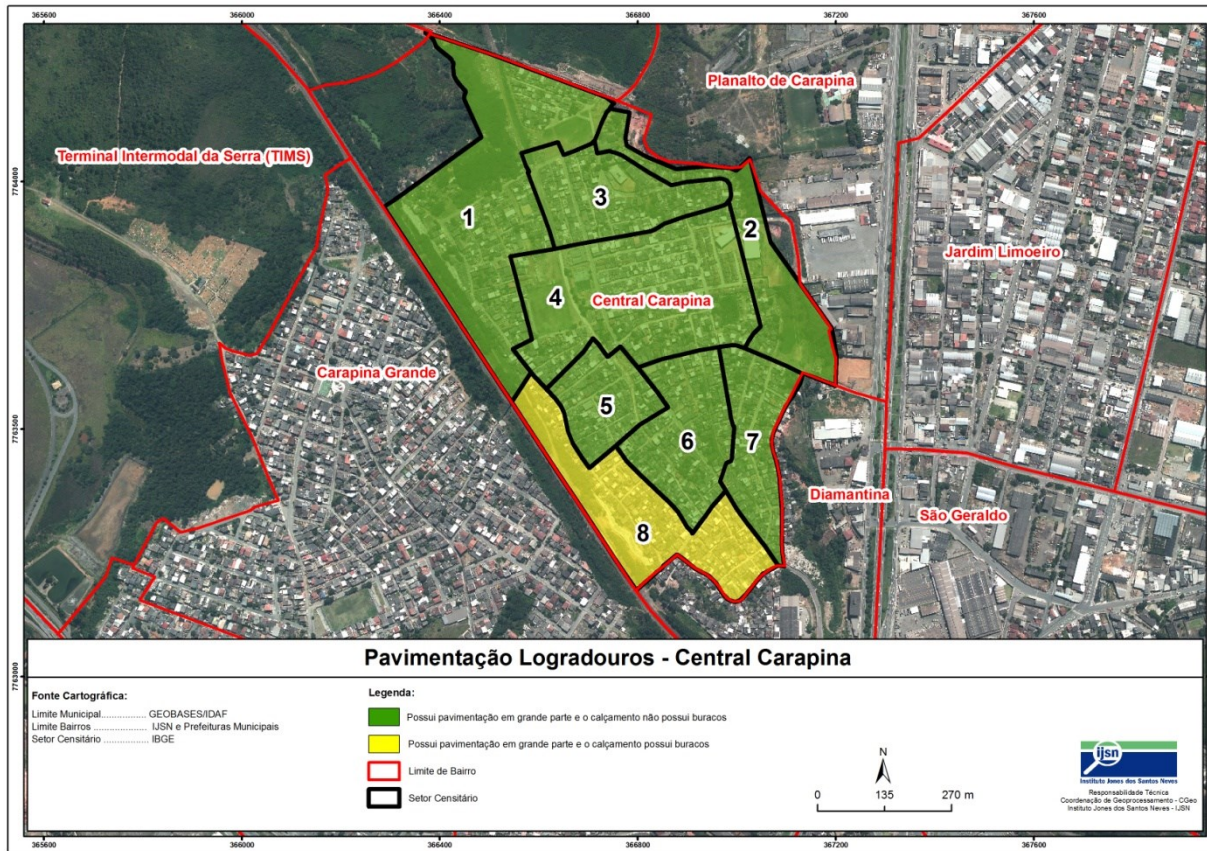 365600 366000 366400 366800 367200 367600
7764000
7763500
7763000
Planalto de Carapina
Terminal Intermodal da Serra (TIMS)
3
1
2
Jardim Limoeiro
4
Central Carapina
Carapina Grande
5
6
7
Diamantina
São Geraldo
8
Pavimentação Logradouros - Central Carapina
Fonte Cartográfica:
Limite Municipal................ GEOBASES/IDAF
Limite Bairros .................. IJSN e Prefeituras Municipais
Setor Censitário ............... IBGE
Legenda:
Possui pavimentação em grande parte e o calçamento não possui buracos
Possui pavimentação em grande parte e o calçamento possui buracos
Limite de Bairro
Setor Censitário
N
0 135 270 m
ijsn
Instituto Jones dos Santos Neves
Responsabilidade Técnica
Coordenação de Geoprocessamento - CGeo
Instituto Jones dos Santos Neves - IJSN
365600 366000 366400 366800 367200 367600